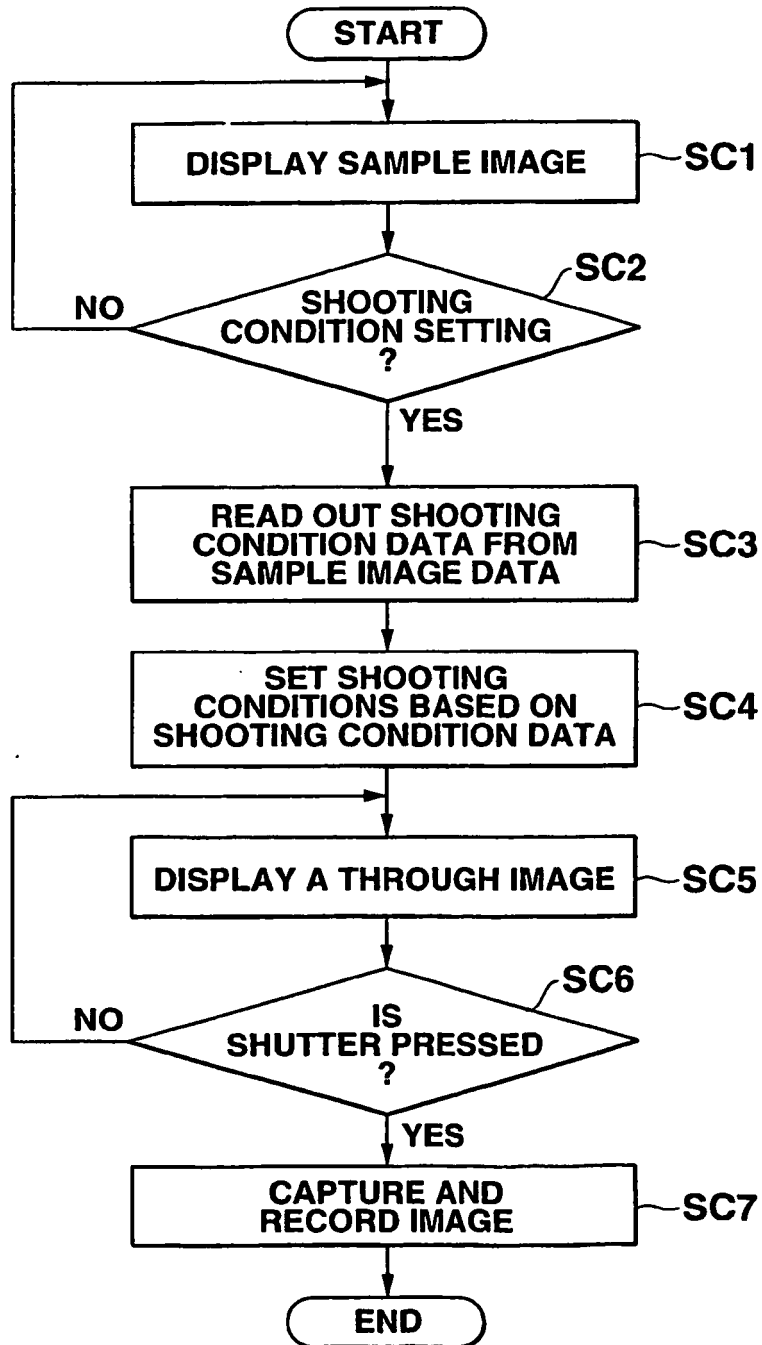 START
DISPLAY SAMPLE IMAGE
SC1
SC2
SHOOTING
CONDITION SETTING
?
NO
YES
READ OUT SHOOTING
CONDITION DATA FROM
SAMPLE IMAGE DATA
SC3
SET SHOOTING
CONDITIONS BASED ON
SHOOTING CONDITION DATA
SC4
DISPLAY A THROUGH IMAGE
SC5
SC6
IS
SHUTTER PRESSED
?
NO
YES
CAPTURE AND
RECORD IMAGE
SC7
END